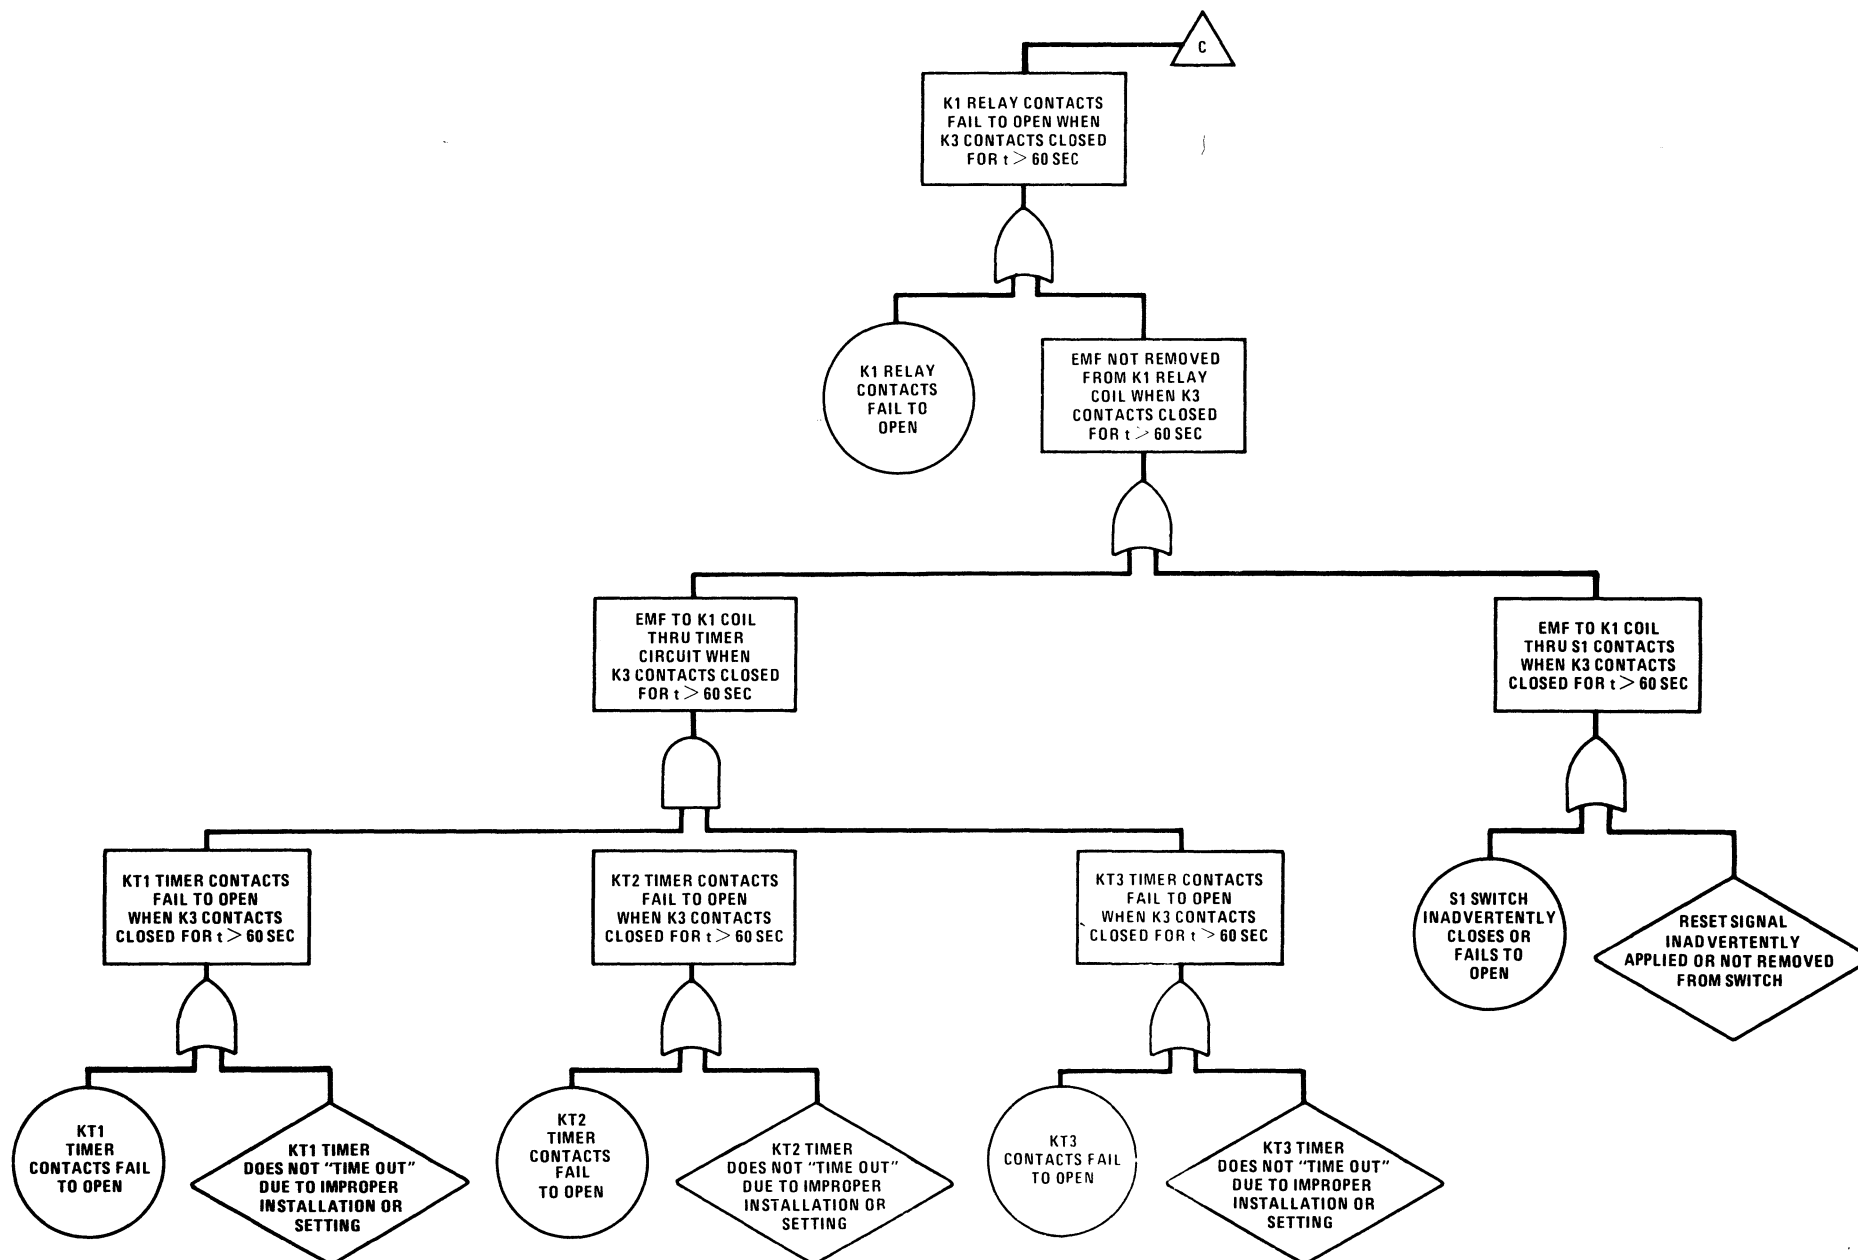 C
K1 RELAY CONTACTS
FAIL TO OPEN WHEN
K3 CONTACTS CLOSED
FOR t > 60 SEC
K1 RELAY
CONTACTS
FAIL TO
OPEN
EMF NOT REMOVED
FROM K1 RELAY
COIL WHEN K3
CONTACTS CLOSED
FOR t > 60 SEC
EMF TO K1 COIL
THRU TIMER
CIRCUIT WHEN
K3 CONTACTS CLOSED
FOR t > 60 SEC
EMF TO K1 COIL
THRU S1 CONTACTS
WHEN K3 CONTACTS
CLOSED FOR t > 60 SEC
KT1 TIMER CONTACTS
FAIL TO OPEN
WHEN K3 CONTACTS
CLOSED FOR t > 60 SEC
KT2 TIMER CONTACTS
FAIL TO OPEN
WHEN K3 CONTACTS
CLOSED FOR t > 60 SEC
KT3 TIMER CONTACTS
FAIL TO OPEN
WHEN K3 CONTACTS
CLOSED FOR t > 60 SEC
S1 SWITCH
INADVERTENTLY
CLOSES OR
FAILS TO
OPEN
RESET SIGNAL
INADVERTENTLY
APPLIED OR NOT REMOVED
FROM SWITCH
KT1
TIMER
CONTACTS FAIL
TO OPEN
KT1 TIMER
DOES NOT "TIME OUT"
DUE TO IMPROPER
INSTALLATION OR
SETTING
KT2
TIMER
CONTACTS
FAIL
TO OPEN
KT2 TIMER
DOES NOT "TIME OUT"
DUE TO IMPROPER
INSTALLATION OR
SETTING
KT3
CONTACTS FAIL
TO OPEN
KT3 TIMER
DOES NOT "TIME OUT"
DUE TO IMPROPER
INSTALLATION OR
SETTING